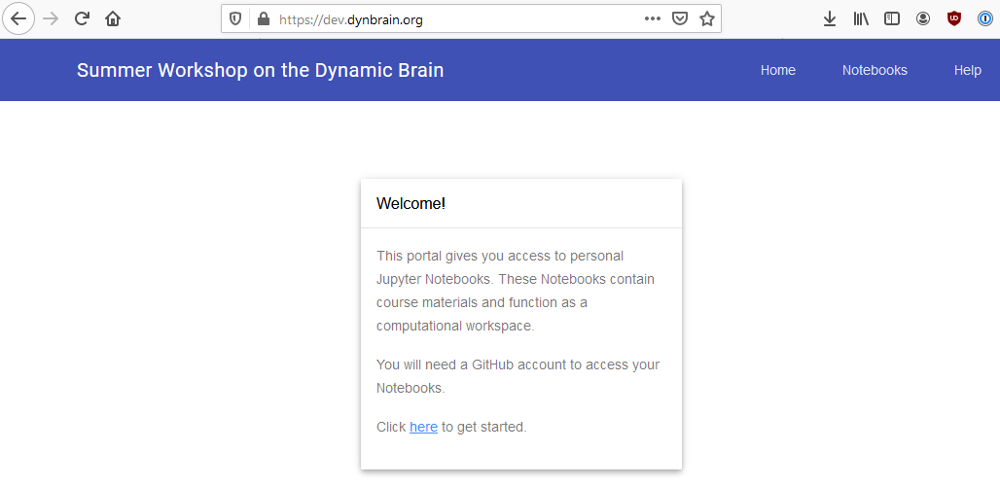 https://dev.dynbrain.org
Summer Workshop on the Dynamic Brain
Home
Notebooks
Help
Welcome!
This portal gives you access to personal
Jupyter Notebooks. These Notebooks contain
course materials and function as a
computational workspace.
You will need a GitHub account to access your
Notebooks.
Click here to get started.